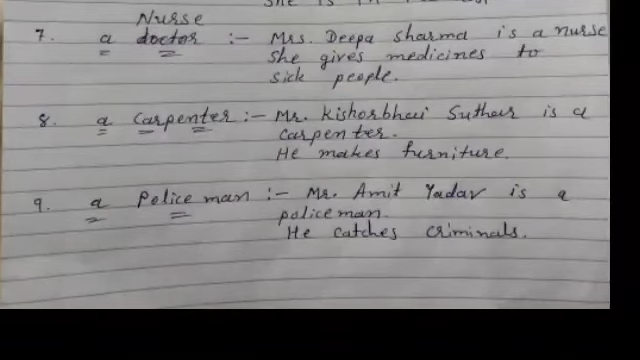 Nurse
7. a doctor :- Mrs. Deepa Sharma is a nurse
She gives medicines to
sick people.
8. a Carpenter :- Mr. Kishorbhai Suthar is a
carpenter.
He makes furniture.
9. a Police man :- Mr. Amit Yadav is a
policeman.
He catches criminals.